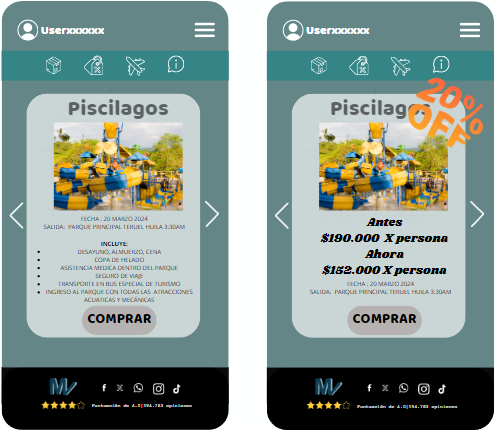 Userxxxxxx
Piscilagos
FECHA : 20 MARZO 2024
SALIDA: PARQUE PRINCIPAL TERUEL HUILA 3:30AM
INCLUYE:
• DESAYUNO, ALMUERZO, CENA
• COPA DE HELADO
• ASISTENCIA MEDICA DENTRO DEL PARQUE
• SEGURO DE VIAJE
• TRANSPORTE EN BUS ESPECIAL DE TURISMO
• INGRESO AL PARQUE CON TODAS LAS ATRACCIONES
ACUATICAS Y MECÁNICAS
COMPRAR
MV
Puntuación de 4.0|394.783 opiniones
Userxxxxxx
20%
OFF
Piscilagos
Antes
$190.000 X persona
Ahora
$152.000 X persona
FECHA : 20 MARZO 2024
SALIDA: PARQUE PRINCIPAL TERUEL HUILA 3:30AM
COMPRAR
MV
Puntuación de 4.0|394.783 opiniones